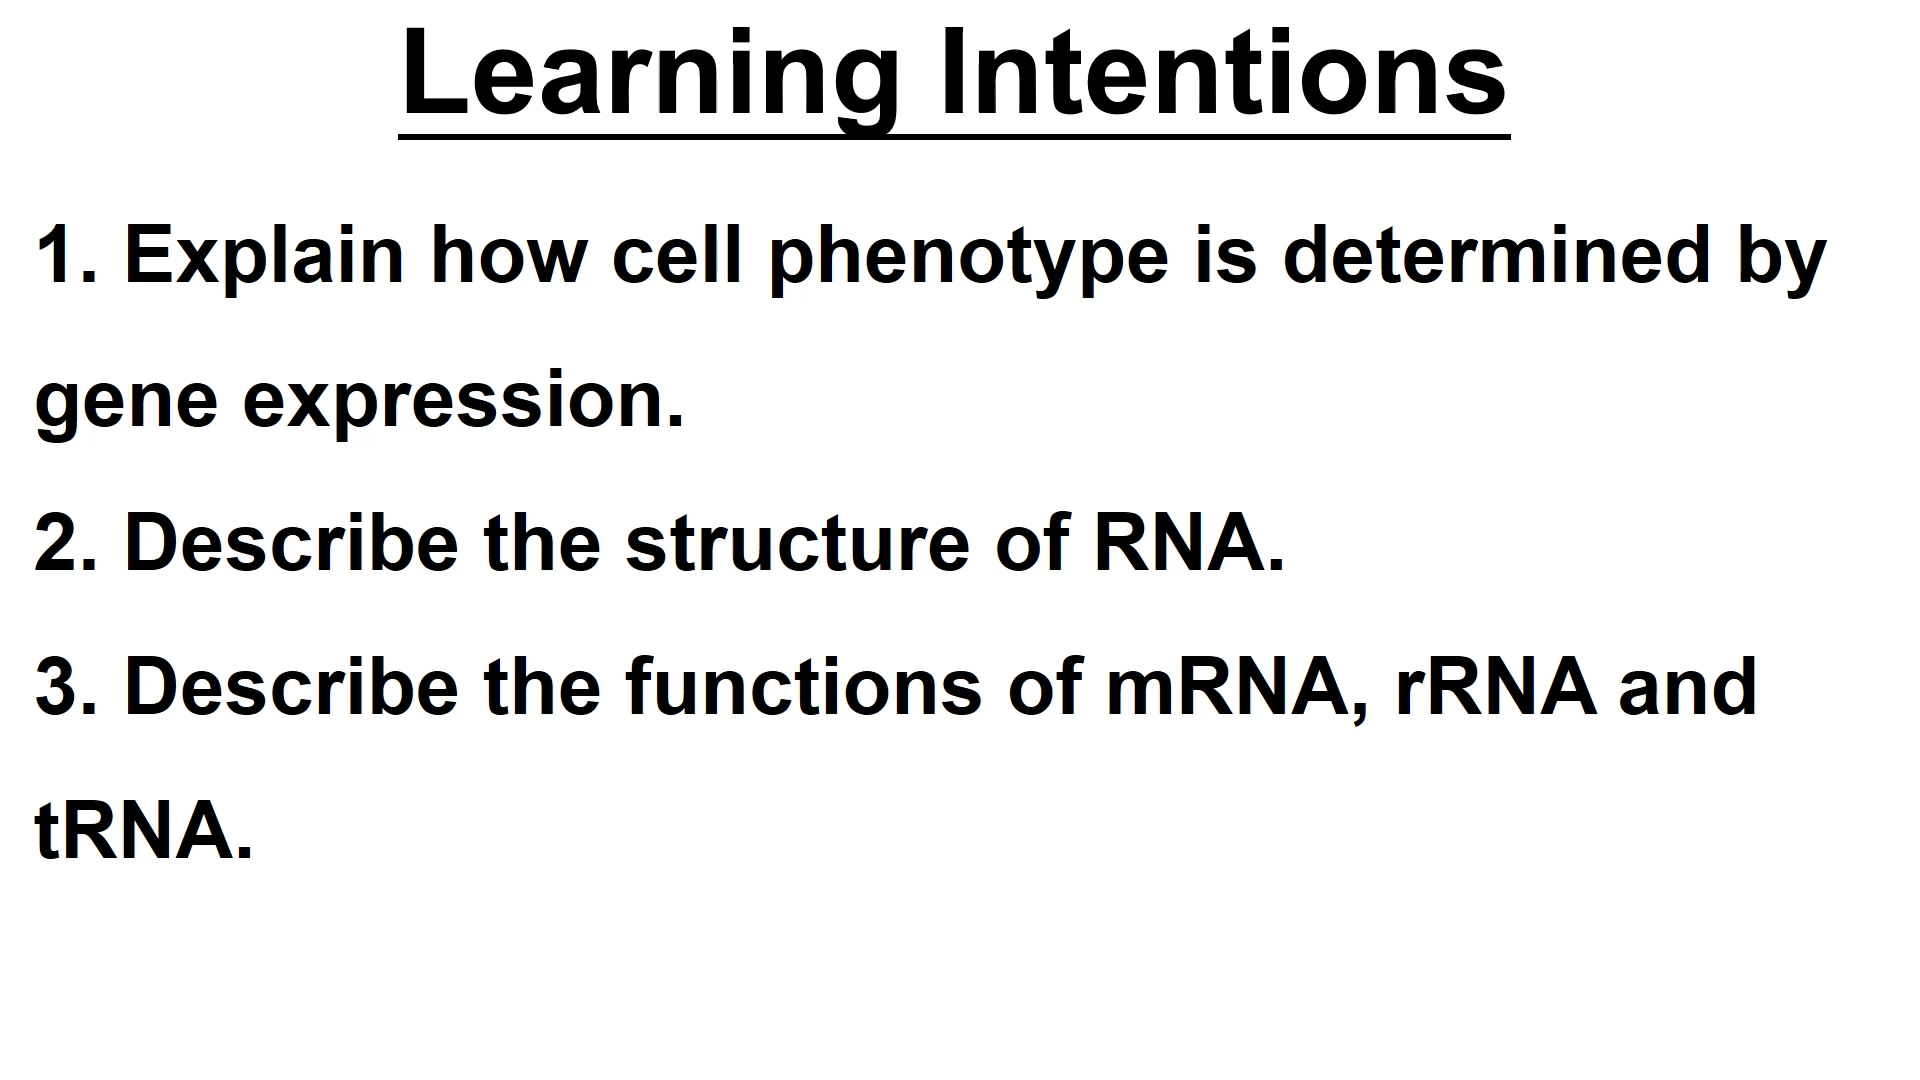 Learning Intentions
1. Explain how cell phenotype is determined by
gene expression.
2. Describe the structure of RNA.
3. Describe the functions of mRNA, rRNA and
tRNA.